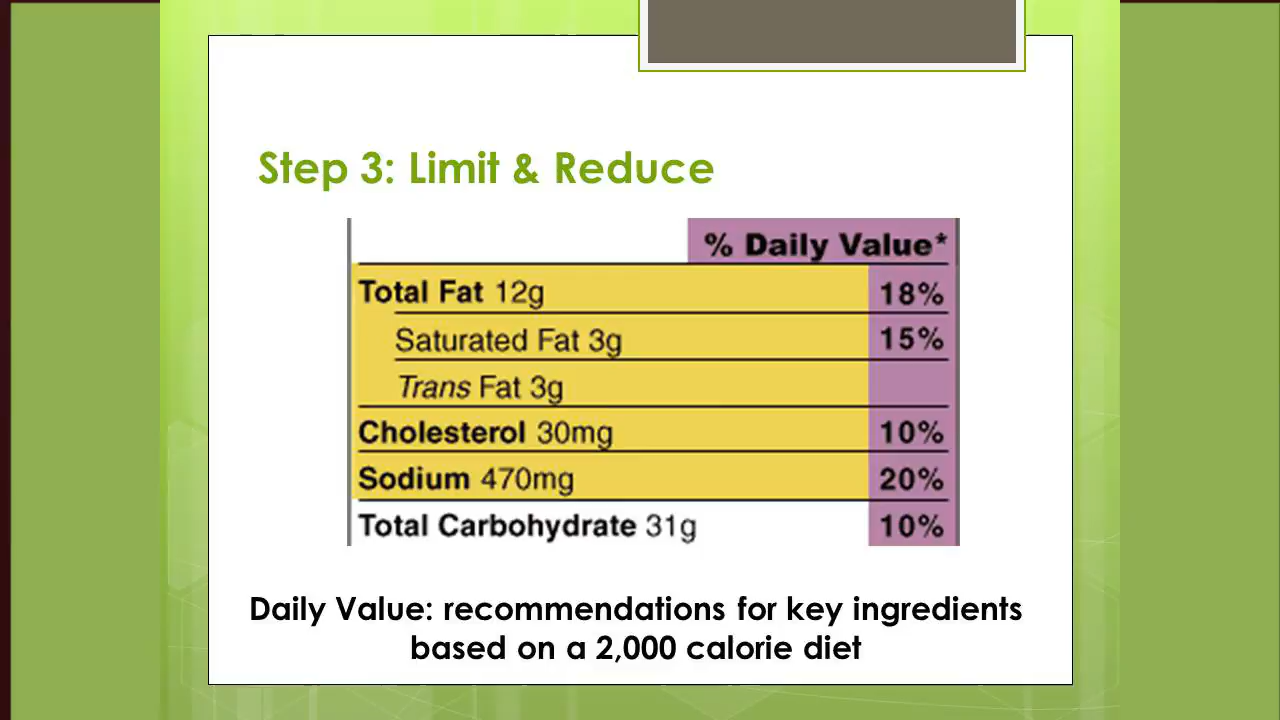 Step 3: Limit & Reduce
% Daily Value*
Total Fat 12g 18%
Saturated Fat 3g 15%
Trans Fat 3g
Cholesterol 30mg 10%
Sodium 470mg 20%
Total Carbohydrate 31g 10%
Daily Value: recommendations for key ingredients
based on a 2,000 calorie diet